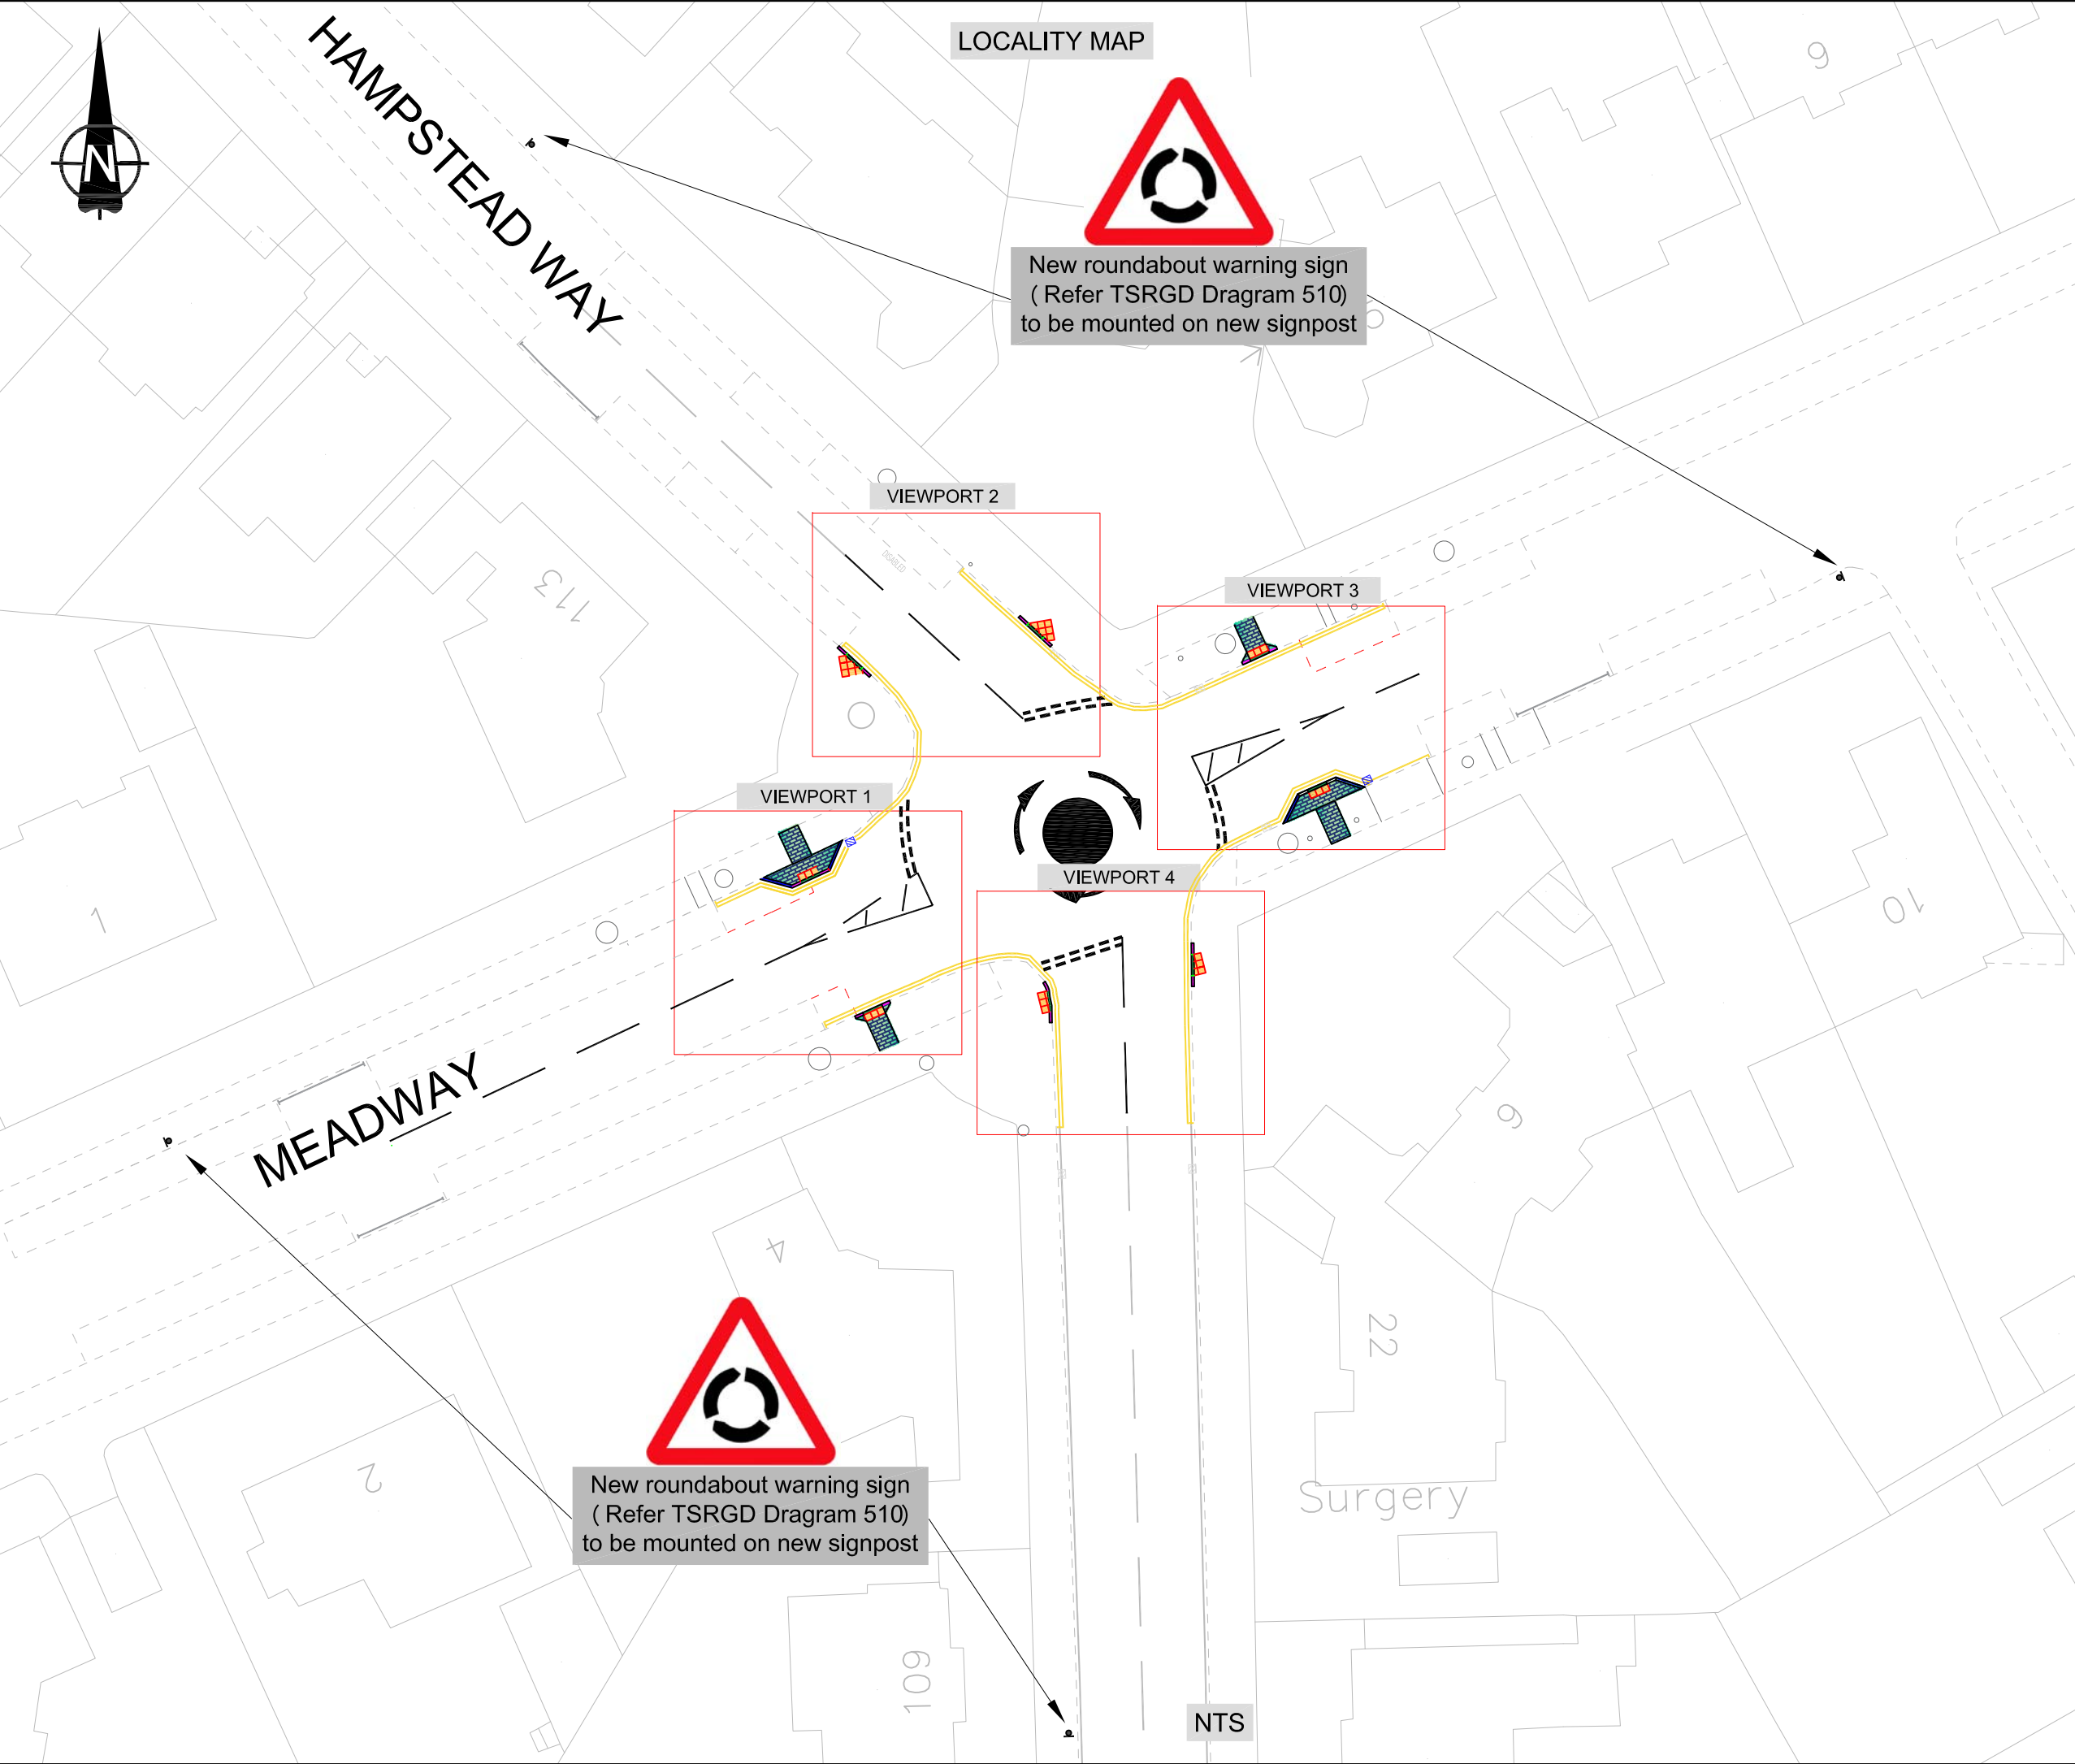 LOCALITY MAP
N
HAMPSTEAD WAY
New roundabout warning sign
( Refer TSRGD Dragram 510)
to be mounted on new signpost
9
VIEWPORT 2
DISABLED
113
VIEWPORT 3
VIEWPORT 1
VIEWPORT 4
1
10
MEADWAY
9
4
22
2
New roundabout warning sign
( Refer TSRGD Dragram 510)
to be mounted on new signpost
Surgery
109
NTS